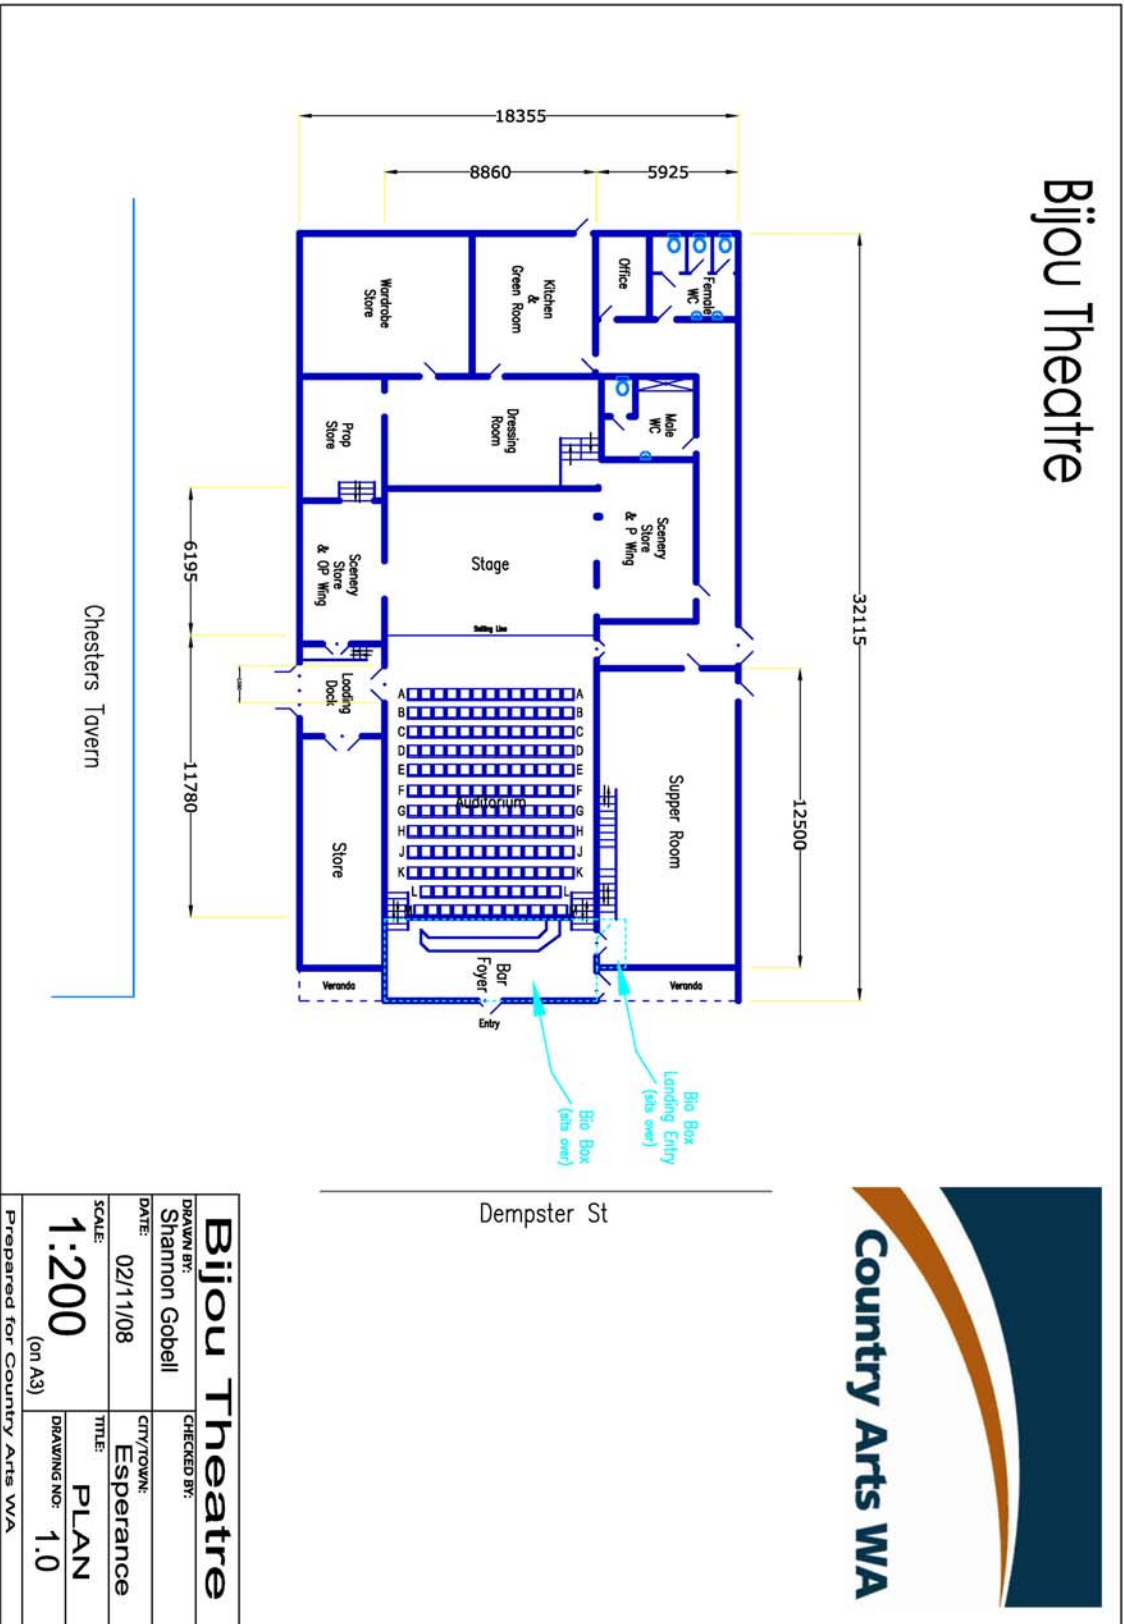 Bijou Theatre
18355
8860
5925
32115
6195
11780
12500
Wardrobe
Store
Kitchen
&
Green Room
Office
Female
WC
Prop
Store
Dressing
Room
Male
WC
Scenery
Store
& OP Wing
Stage
Scenery
Store
& P Wing
Setting Line
Loading
Dock
A A
B B
C C
D D
E E
F F
G G
H H
J J
K K
L L
Auditorium
Supper Room
Store
Bar
Foyer
Veranda
Veranda
Entry
Bio Box
Landing Entry
(sits over)
Bio Box
(sits over)
Chesters Tavern
Dempster St
Country Arts WA
Bijou Theatre
DRAWN BY:
Shannon Gobell
CHECKED BY:
DATE:
02/11/08
CITY/TOWN:
Esperance
SCALE:
1:200
(on A3)
TITLE:
PLAN
DRAWING NO: 1.0
Prepared for Country Arts WA